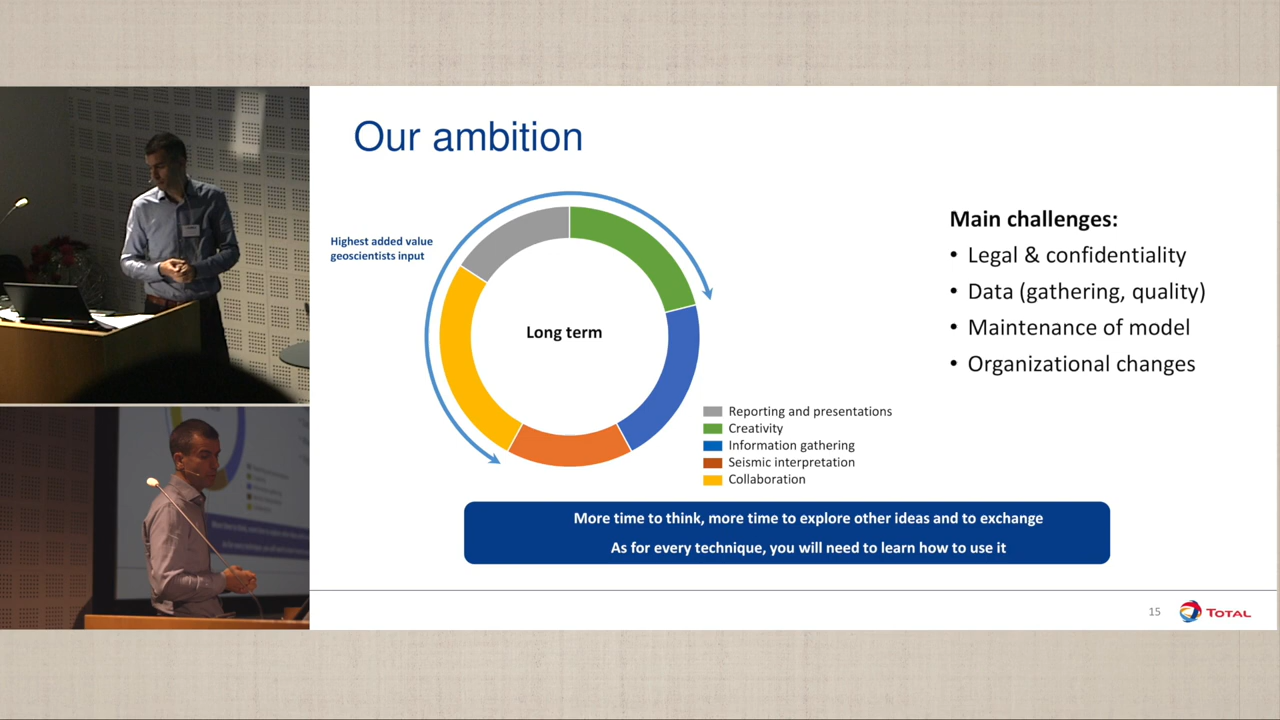 Our ambition
Highest added value
geoscientists input
Long term
Main challenges:
• Legal & confidentiality
• Data (gathering, quality)
• Maintenance of model
• Organizational changes
Reporting and presentations
Creativity
Information gathering
Seismic interpretation
Collaboration
More time to think, more time to explore other ideas and to exchange
As for every technique, you will need to learn how to use it
15
TOTAL